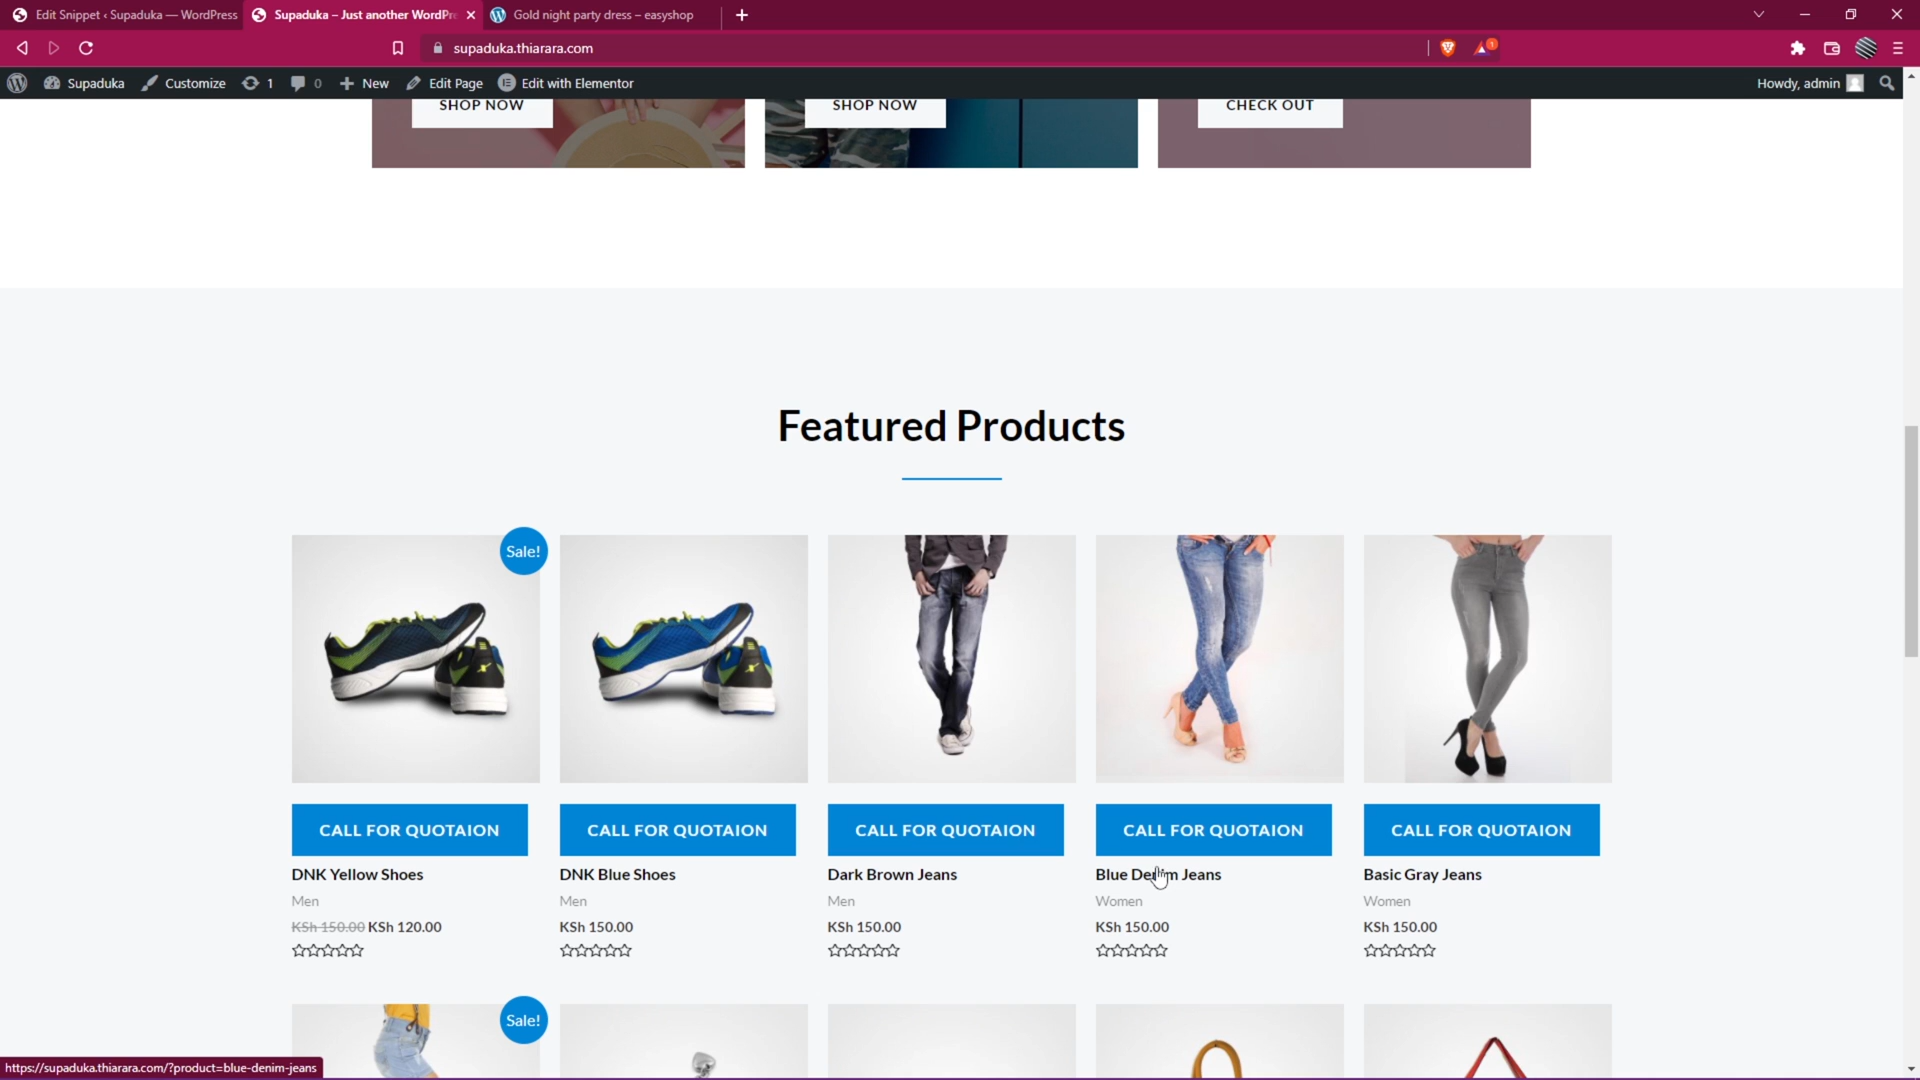 Edit Snippet ‹ Supaduka — WordPress
Supaduka – Just another WordPr
Gold night party dress – easyshop
supaduka.thiarara.com
1
Supaduka
Customize
1
0
New
Edit Page
Edit with Elementor
Howdy, admin
SHOP NOW
SHOP NOW
CHECK OUT
Featured Products
Sale!
CALL FOR QUOTAION
CALL FOR QUOTAION
CALL FOR QUOTAION
CALL FOR QUOTAION
CALL FOR QUOTAION
DNK Yellow Shoes
DNK Blue Shoes
Dark Brown Jeans
Blue Denim Jeans
Basic Gray Jeans
Men
Men
Men
Women
Women
KSh 150.00 KSh 120.00
KSh 150.00
KSh 150.00
KSh 150.00
KSh 150.00
Sale!
https://supaduka.thiarara.com/?product=blue-denim-jeans